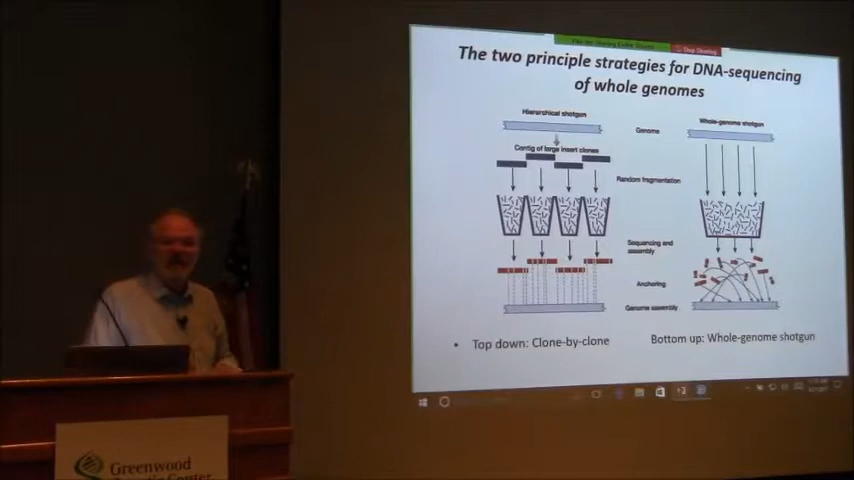 Stop Sharing
The two principle strategies for DNA-sequencing
of whole genomes
Hierarchical shotgun
Whole-genome shotgun
Genome
Contig of large insert clones
Random fragmentation
Sequencing and
assembly
Anchoring
Genome assembly
• Top down: Clone-by-clone
Bottom up: Whole-genome shotgun
Greenwood
Center